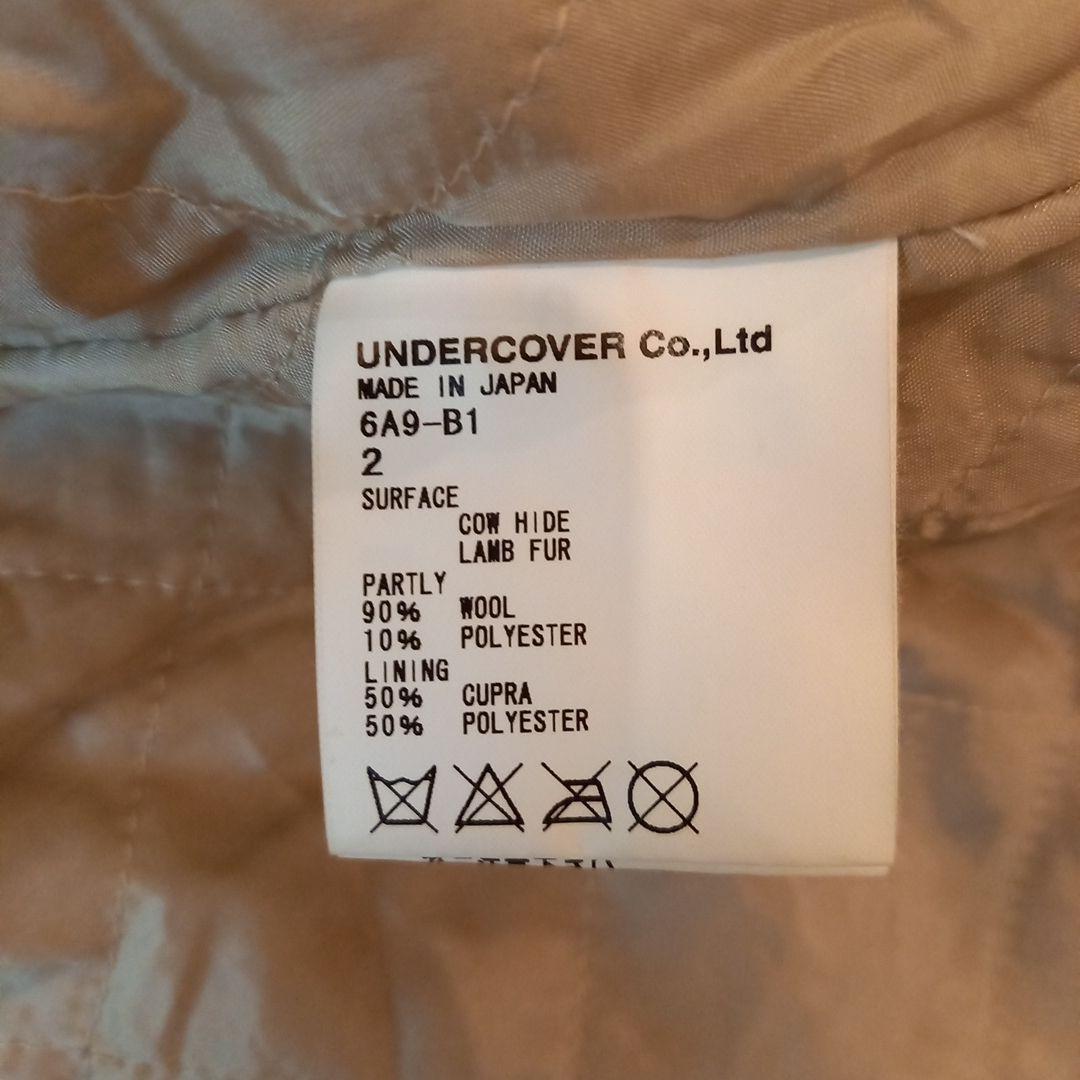 UNDERCOVER Co.,Ltd
MADE IN JAPAN
6A9-B1
2
SURFACE
COW HIDE
LAMB FUR
PARTLY
90% WOOL
10% POLYESTER
LINING
50% CUPRA
50% POLYESTER